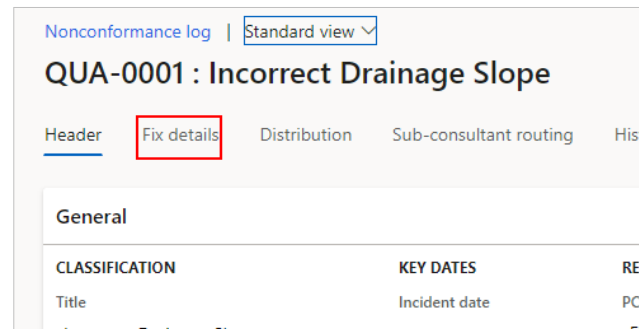 Nonconformance log | Standard view
QUA-0001 : Incorrect Drainage Slope
Header Fix details Distribution Sub-consultant routing
General
CLASSIFICATION KEY DATES
Title Incident date